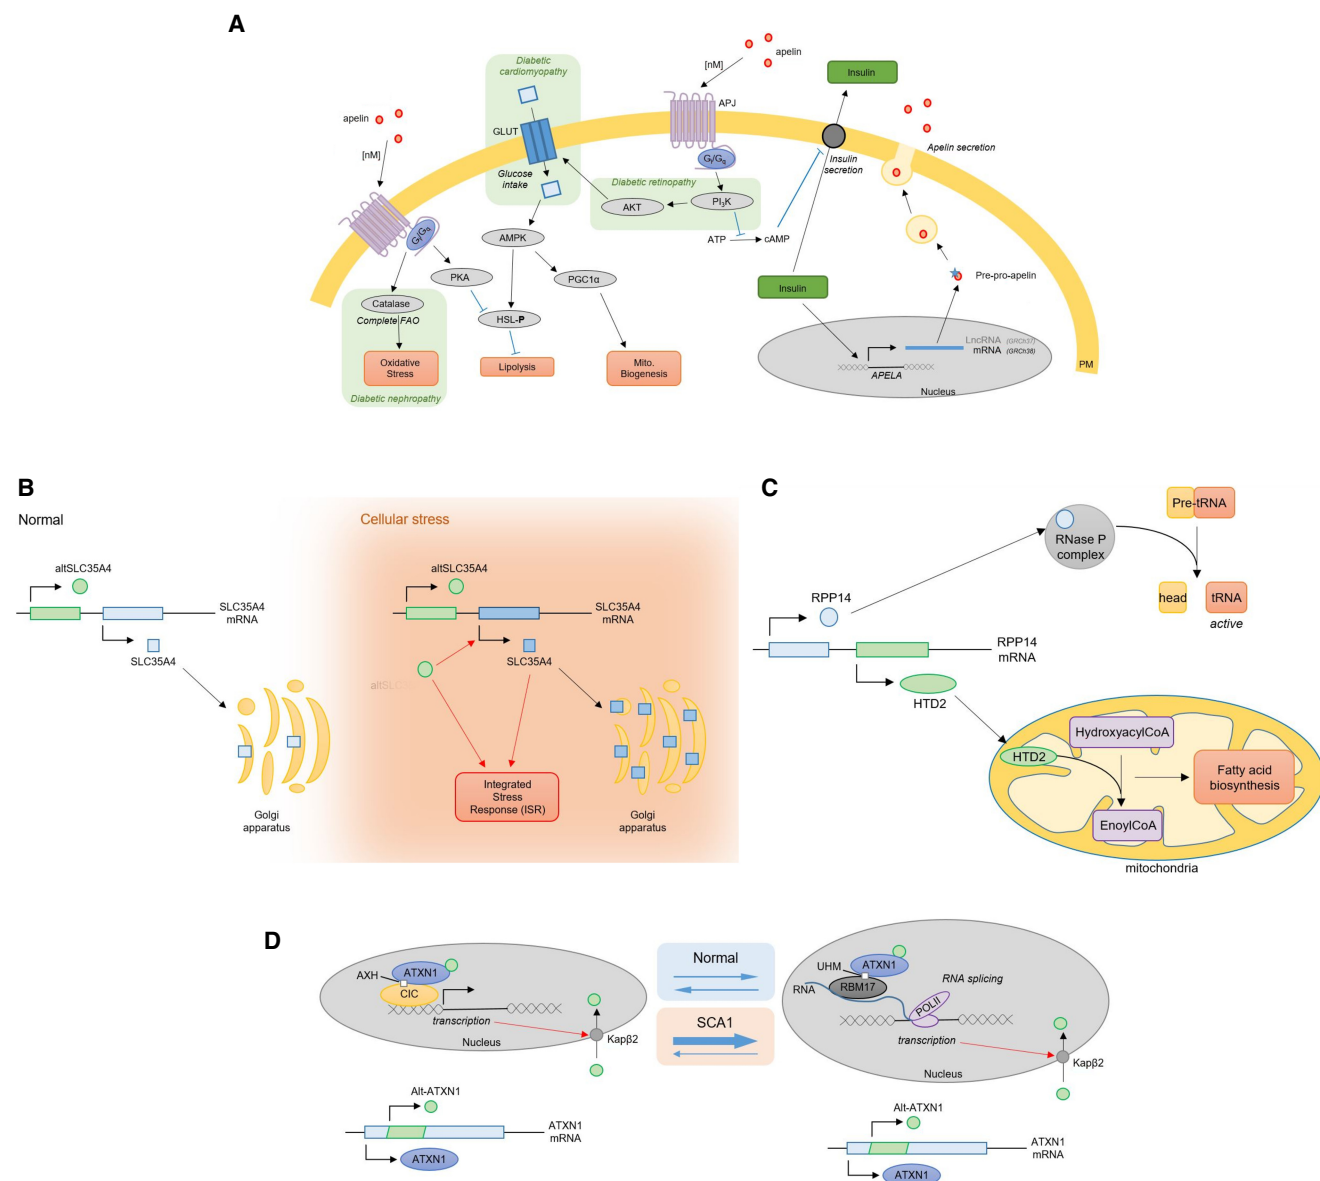 A
Diabetic
cardiomyopathy
apelin
[nM]
APJ
Insulin
apelin
[nM]
GLUT
Glucose
intake
Gᵢ/Gq
Diabetic retinopathy
AKT
PI₃K
ATP
cAMP
Insulin
secretion
Apelin secretion
Gᵢ/Gq
AMPK
PKA
PGC1α
Pre-pro-apelin
Insulin
Catalase
Complete FAO
HSL-P
Oxidative
Stress
Lipolysis
Mito.
Biogenesis
Diabetic nephropathy
LncRNA (GRCh37)
mRNA (GRCh38)
APELA
Nucleus
PM
B
Normal
altSLC35A4
SLC35A4
mRNA
SLC35A4
Golgi
apparatus
Cellular stress
altSLC35A4
SLC35A4
mRNA
SLC35A4
altSLC
Integrated
Stress
Response (ISR)
Golgi
apparatus
C
Pre-tRNA
RNase P
complex
head
tRNA
active
RPP14
RPP14
mRNA
HTD2
HydroxyacylCoA
HTD2
Fatty acid
biosynthesis
EnoylCoA
mitochondria
D
AXH
ATXN1
CIC
transcription
Nucleus
Kapβ2
Alt-ATXN1
ATXN1
mRNA
ATXN1
Normal
SCA1
UHM
ATXN1
RNA
RBM17
RNA splicing
POLII
transcription
Nucleus
Kapβ2
Alt-ATXN1
ATXN1
mRNA
ATXN1